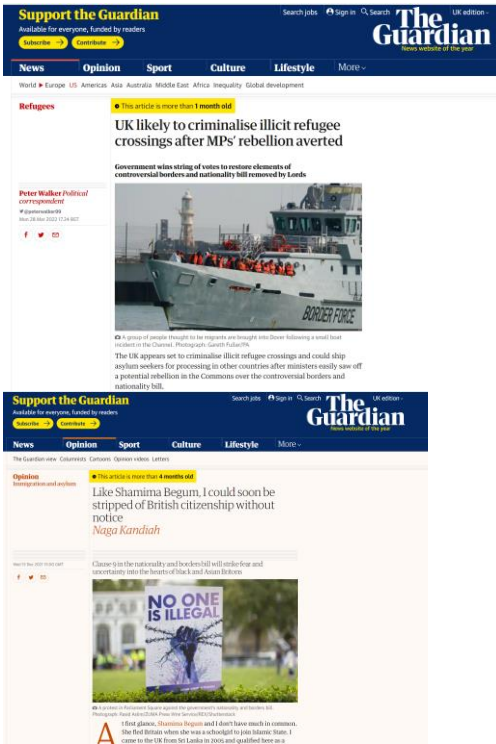 Support the Guardian
Available for everyone, funded by readers
Subscribe →
Contribute →
Search jobs
Sign in
Search
UK edition
The
Guardian
News website of the year
News Opinion Sport Culture Lifestyle More
World ▶ Europe US Americas Asia Australia Middle East Africa Inequality Global development
Refugees
This article is more than 1 month old
UK likely to criminalise illicit refugee
crossings after MPs' rebellion averted
Government wins string of votes to restore elements of
controversial borders and nationality bill removed by Lords
Peter Walker Political
correspondent
@peterwalker99
Mon 28 Mar 2022 17.24 BST
BORDER FORCE
A group of people thought to be migrants are brought into Dover following a small boat
incident in the Channel. Photograph: Gareth Fuller/PA
The UK appears set to criminalise illicit refugee crossings and could ship
asylum seekers for processing in other countries after ministers easily saw off
a potential rebellion in the Commons over the controversial borders and
nationality bill.
Support the Guardian
Available for everyone, funded by readers
Subscribe →
Contribute →
Search jobs
Sign in
Search
UK edition
The
Guardian
News website of the year
News Opinion Sport Culture Lifestyle More
The Guardian view Columnists Cartoons Opinion videos Letters
Opinion
Immigration and asylum
This article is more than 4 months old
Like Shamima Begum, I could soon be
stripped of British citizenship without
notice
Naga Kandiah
Clause 9 in the nationality and borders bill will strike fear and
uncertainty into the hearts of black and Asian Britons
NO ONE
IS ILLEGAL
A protest in Parliament Square against the government's nationality and borders bill.
A t first glance, Shamima Begum and I don't have much in common.
She fled Britain when she was a schoolgirl to join Islamic State. I
came to the UK from Sri Lanka in 2005 and qualified here as a